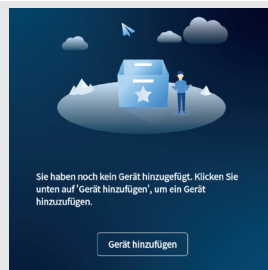 Sie haben noch kein Gerät hinzugefügt. Klicken Sie
unten auf 'Gerät hinzufügen', um ein Gerät
hinzuzufügen.
Gerät hinzufügen